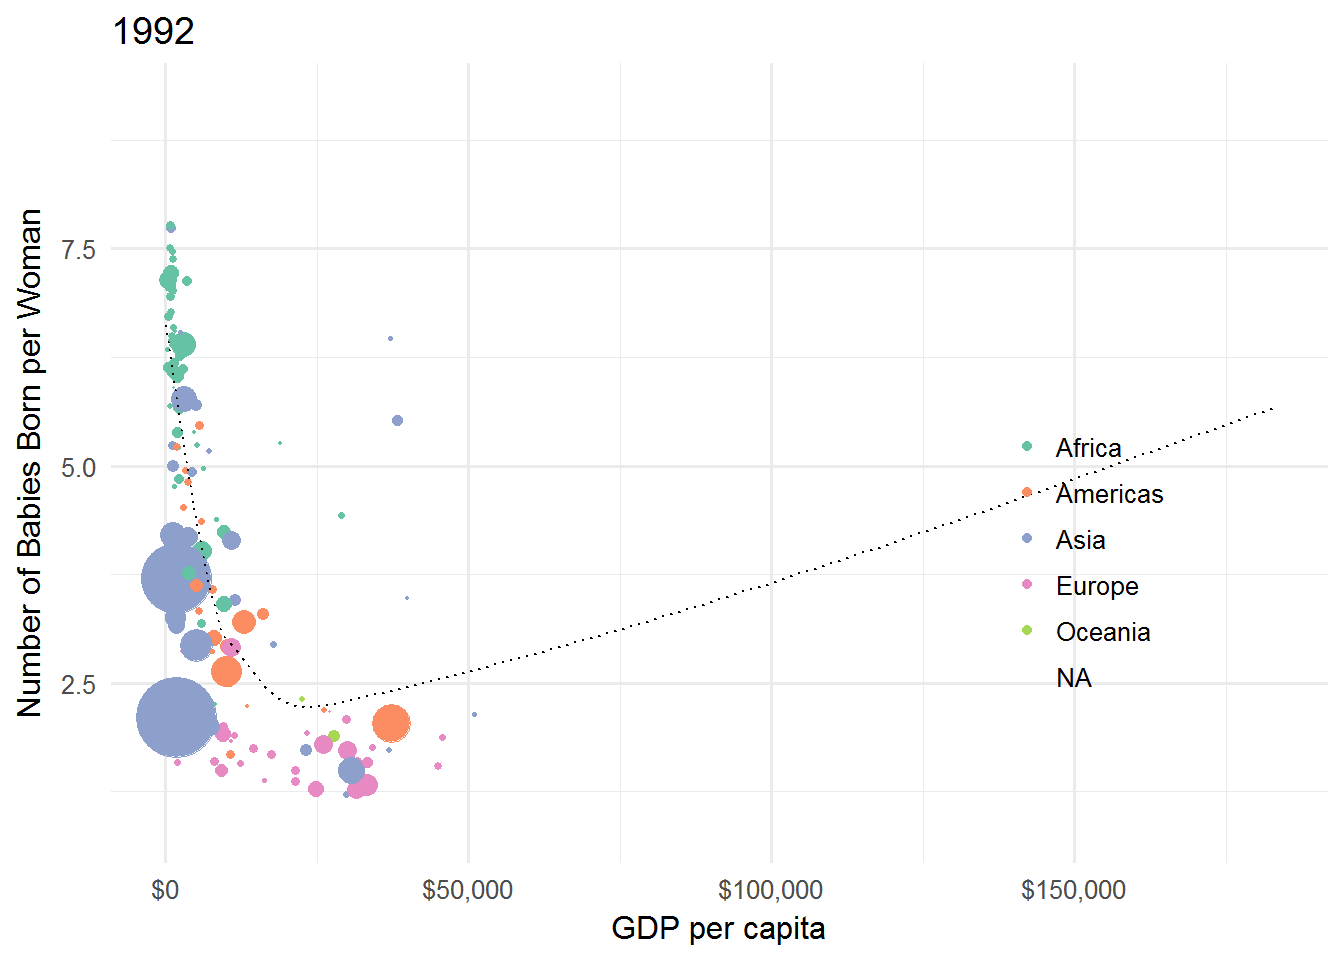 1992
Number of Babies Born per Woman
7.5
5.0
2.5
Africa
Americas
Asia
Europe
Oceania
NA
$0
$50,000
$100,000
$150,000
GDP per capita